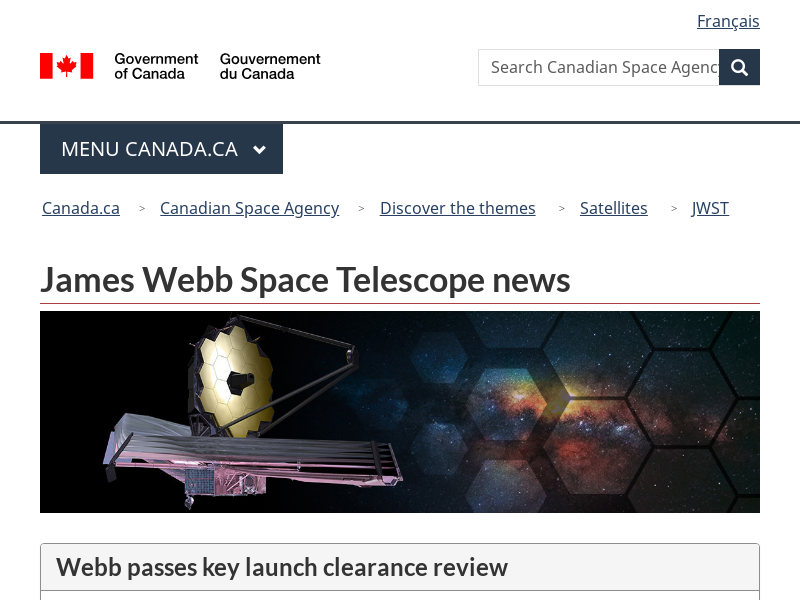 Français
Government of Canada
Gouvernement du Canada
Search Canadian Space Agency
MENU CANADA.CA
Canada.ca > Canadian Space Agency > Discover the themes > Satellites > JWST
James Webb Space Telescope news
Webb passes key launch clearance review